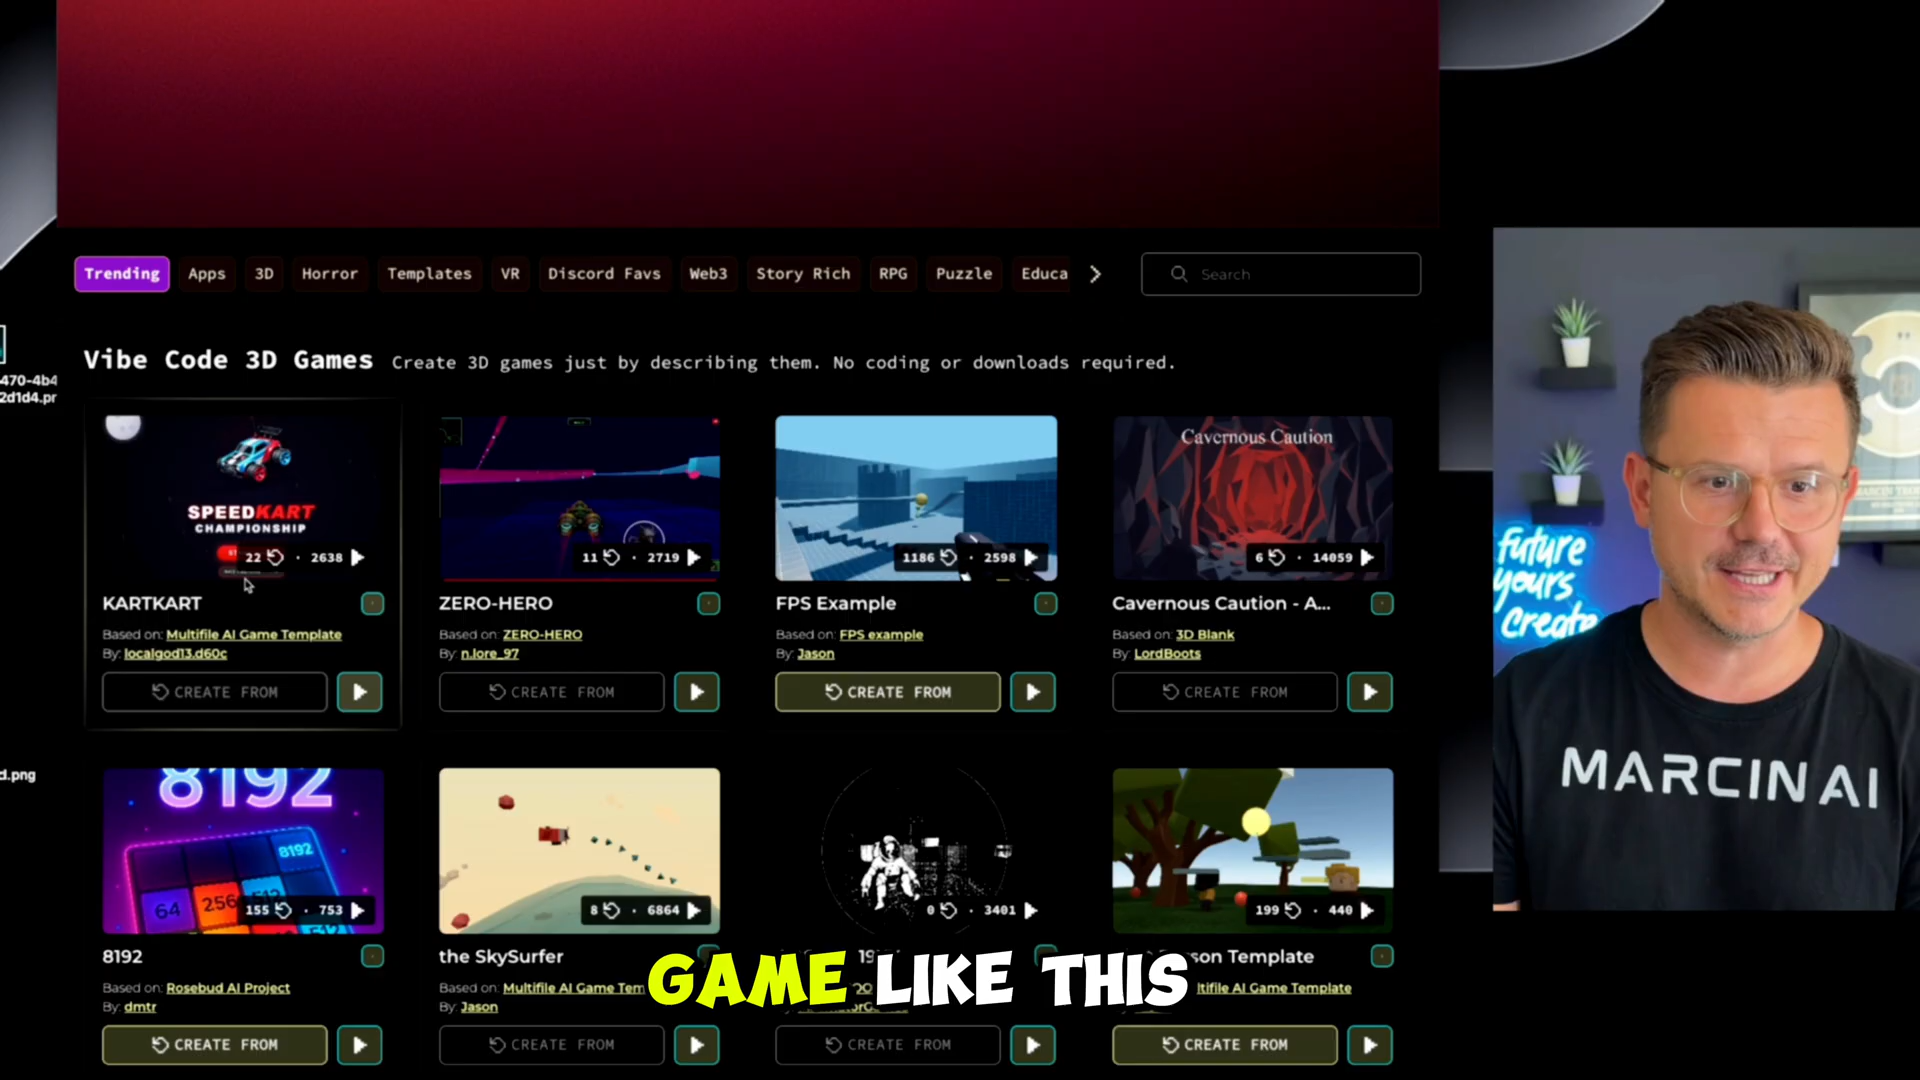 Trending Apps 3D Horror Templates VR Discord Favs Web3 Story Rich RPG Puzzle Educa
Search
470-4b4
2d1d4.pr
Vibe Code 3D Games Create 3D games just by describing them. No coding or downloads required.
SPEEDKART
CHAMPIONSHIP
22 · 2638
11 · 2719
1186 · 2598
Cavernous Caution
6 · 14059
KARTKART
Based on: Multifile AI Game Template
By: localgod13.d60c
CREATE FROM
ZERO-HERO
Based on: ZERO-HERO
By: n.lore_97
CREATE FROM
FPS Example
Based on: FPS example
By: Jason
CREATE FROM
Cavernous Caution - A...
Based on: 3D Blank
By: LordBoots
CREATE FROM
future
yours
Create
MARCIN AI
d.png
8192
8192
64 256 512
155 · 753
8 · 6864
0 · 3401
199 · 440
8192
Based on: Rosebud AI Project
By: dmtr
CREATE FROM
the SkySurfer
Based on: Multifile AI Game Tem
By: Jason
CREATE FROM
CREATE FROM
son Template
ltifile AI Game Template
CREATE FROM
GAME LIKE THIS